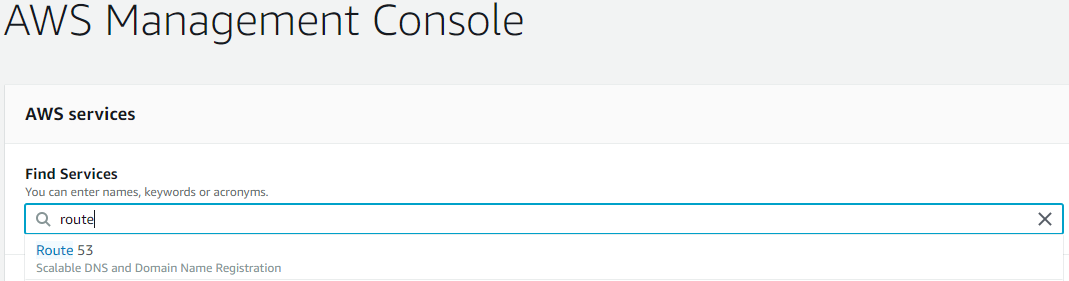 AWS Management Console
AWS services
Find Services
You can enter names, keywords or acronyms.
route
Route 53
Scalable DNS and Domain Name Registration